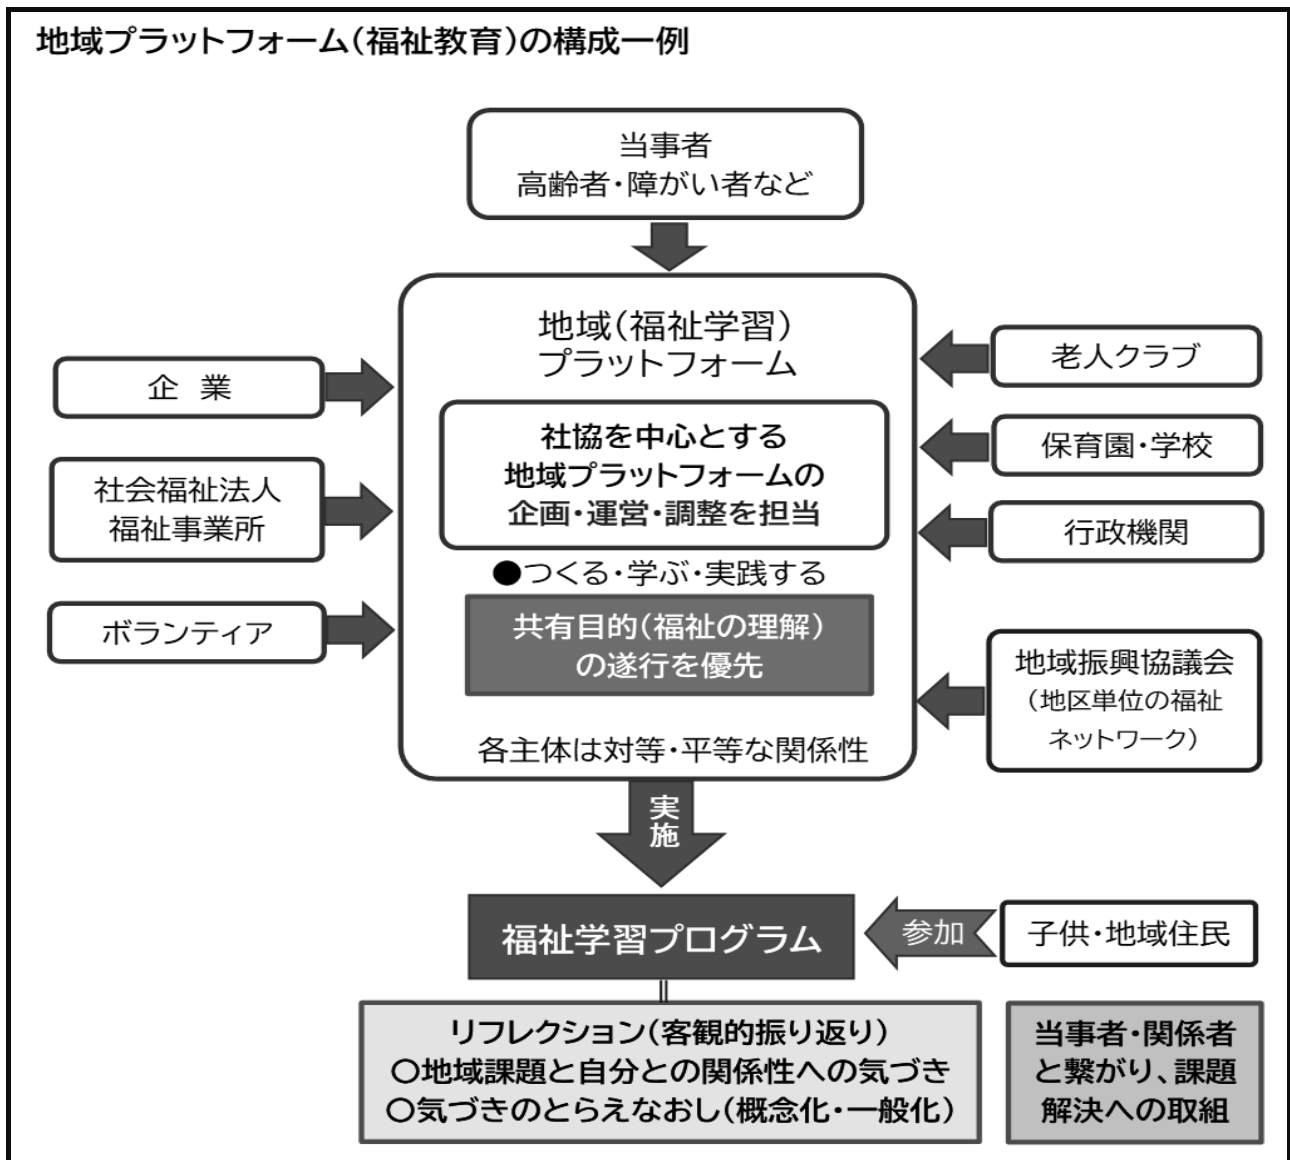 地域プラットフォーム(福祉教育)の構成一例
当事者
高齢者・障がい者など
地域(福祉学習)
プラットフォーム
社協を中心とする
地域プラットフォームの
企画・運営・調整を担当
●つくる・学ぶ・実践する
共有目的(福祉の理解)
の遂行を優先
各主体は対等・平等な関係性
企　業
社会福祉法人
福祉事業所
ボランティア
老人クラブ
保育園・学校
行政機関
地域振興協議会
(地区単位の福祉
ネットワーク)
実
施
福祉学習プログラム
参加
子供・地域住民
リフレクション(客観的振り返り)
〇地域課題と自分との関係性への気づき
〇気づきのとらえなおし(概念化・一般化)
当事者・関係者
と繋がり、課題
解決への取組